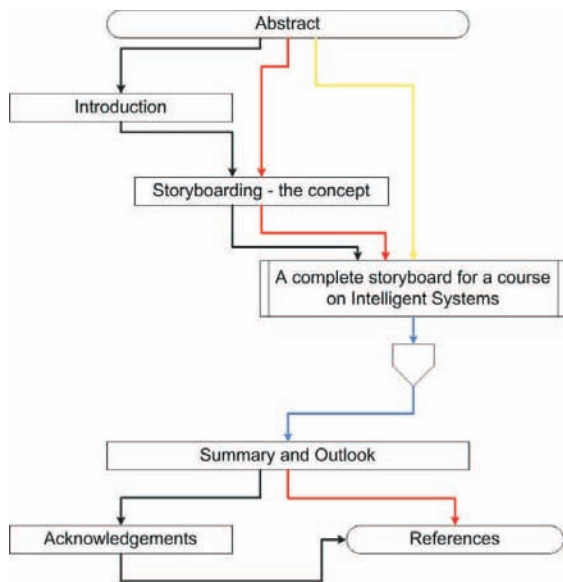 Abstract
Introduction
Storyboarding - the concept
A complete storyboard for a course
on Intelligent Systems
Summary and Outlook
Acknowledgements
References